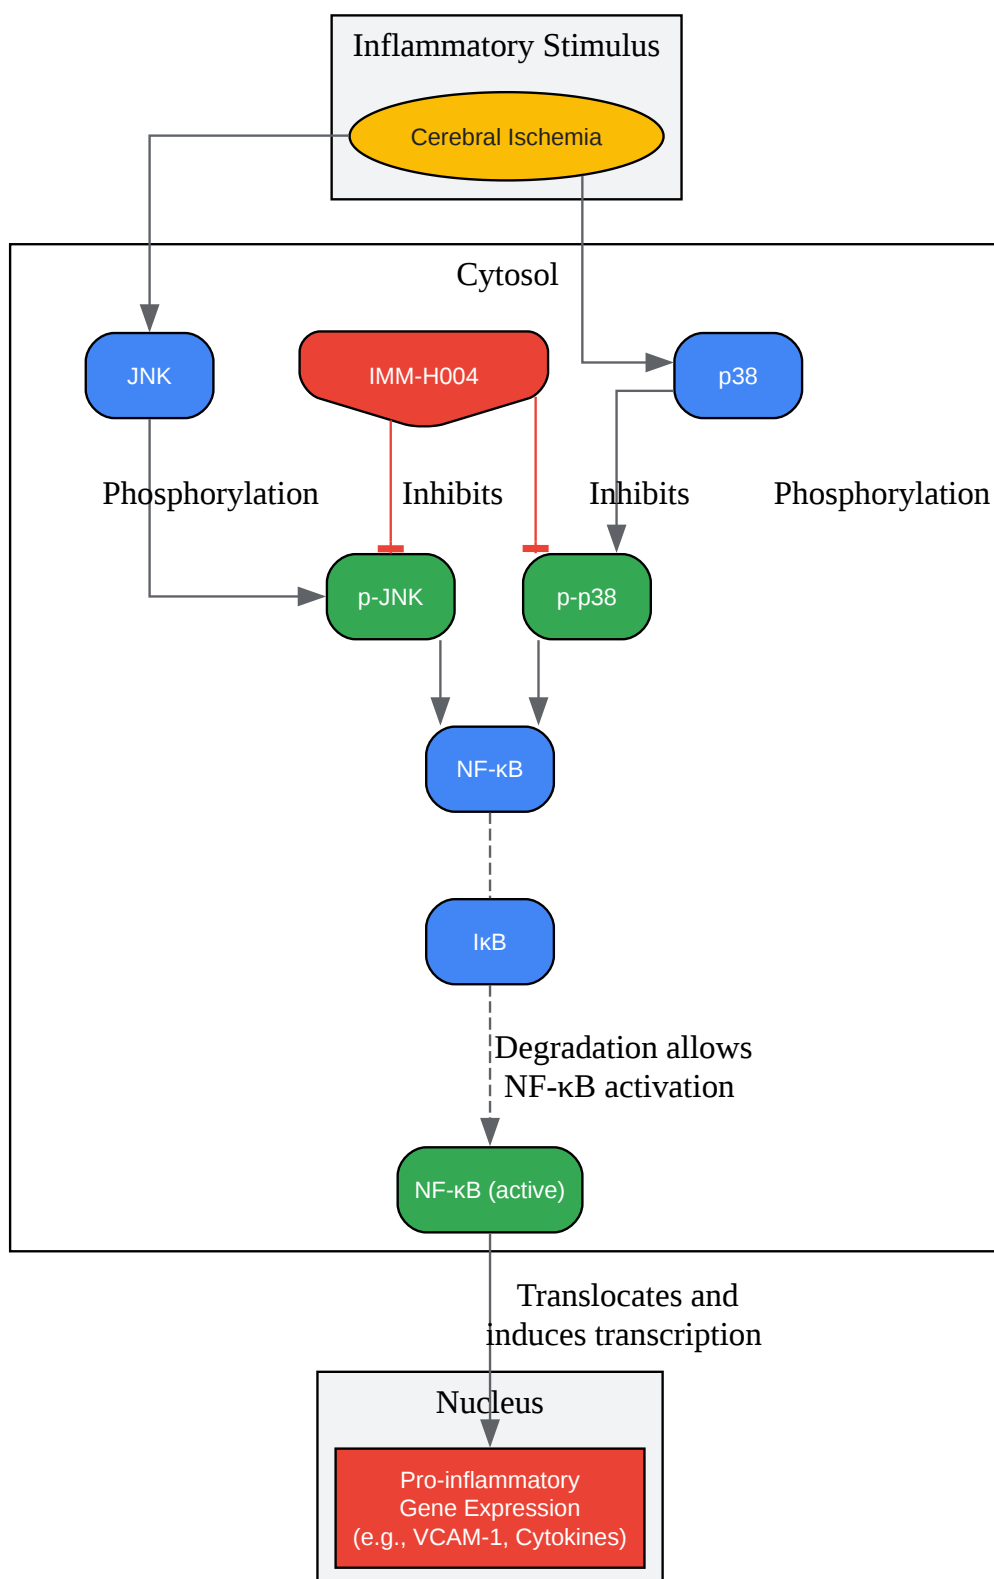 Inflammatory Stimulus
Cerebral Ischemia
Cytosol
JNK
IMM-H004
p38
Phosphorylation
Inhibits
Inhibits
Phosphorylation
p-JNK
p-p38
NF-κB
IκB
Degradation allows
NF-κB activation
NF-κB (active)
Translocates and
induces transcription
Nucleus
Pro-inflammatory
Gene Expression
(e.g., VCAM-1, Cytokines)